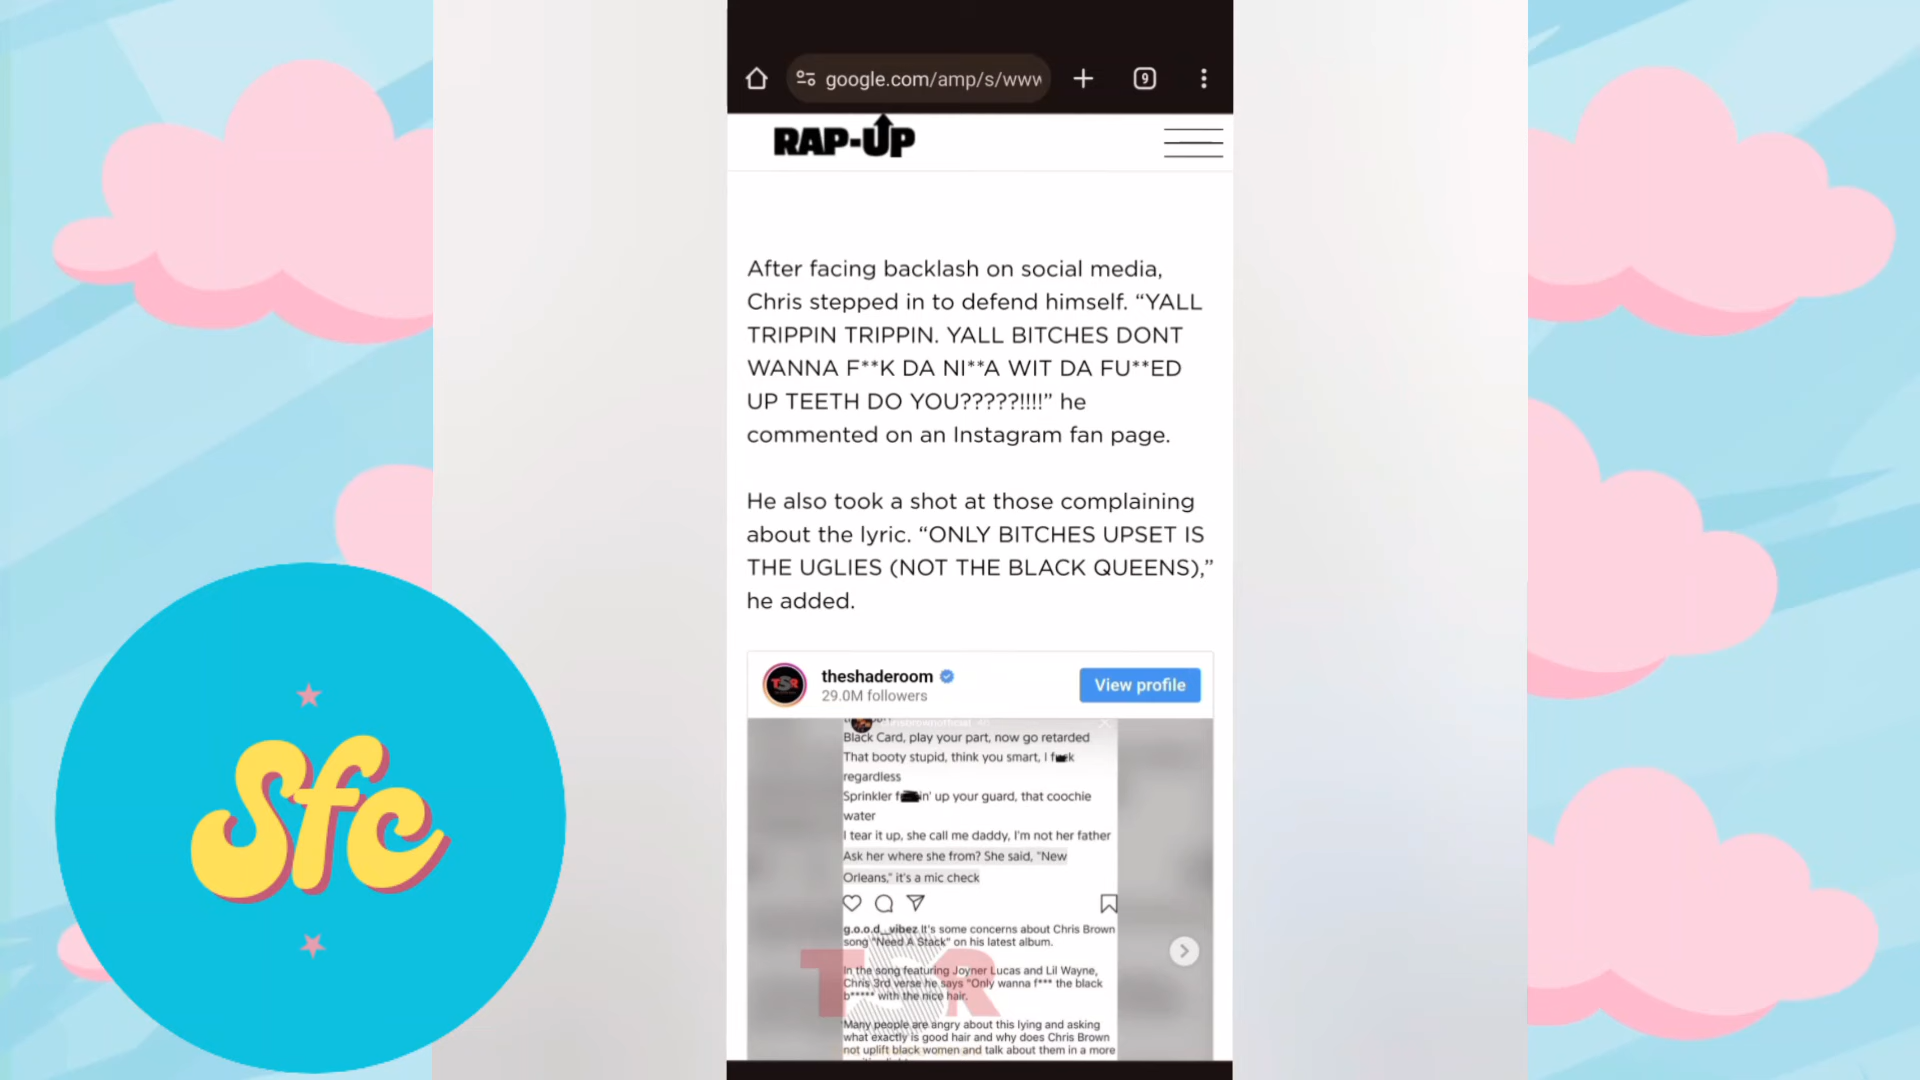 google.com/amp/s/www
9
RAP-UP
After facing backlash on social media,
Chris stepped in to defend himself. “YALL
TRIPPIN TRIPPIN. YALL BITCHES DONT
WANNA F**K DA NI**A WIT DA FU**ED
UP TEETH DO YOU?????!!!!” he
commented on an Instagram fan page.
He also took a shot at those complaining
about the lyric. “ONLY BITCHES UPSET IS
THE UGLIES (NOT THE BLACK QUEENS),”
he added.
TSR
theshaderoom
29.0M followers
View profile
Black Card, play your part, now go retarded
That booty stupid, think you smart, I f k
regardless
Sprinkler f in' up your guard, that coochie
water
I tear it up, she call me daddy, I'm not her father
Ask her where she from? She said, "New
Orleans," it's a mic check
g.o.o.d__vibez It's some concerns about Chris Brown
song "Need A Stack" on his latest album.
In the song featuring Joyner Lucas and Lil Wayne,
Chris 3rd verse he says "Only wanna f*** the black
b***** with the nice hair.
Many people are angry about this lying and asking
what exactly is good hair and why does Chris Brown
not uplift black women and talk about them in a more
TSR
Sfc